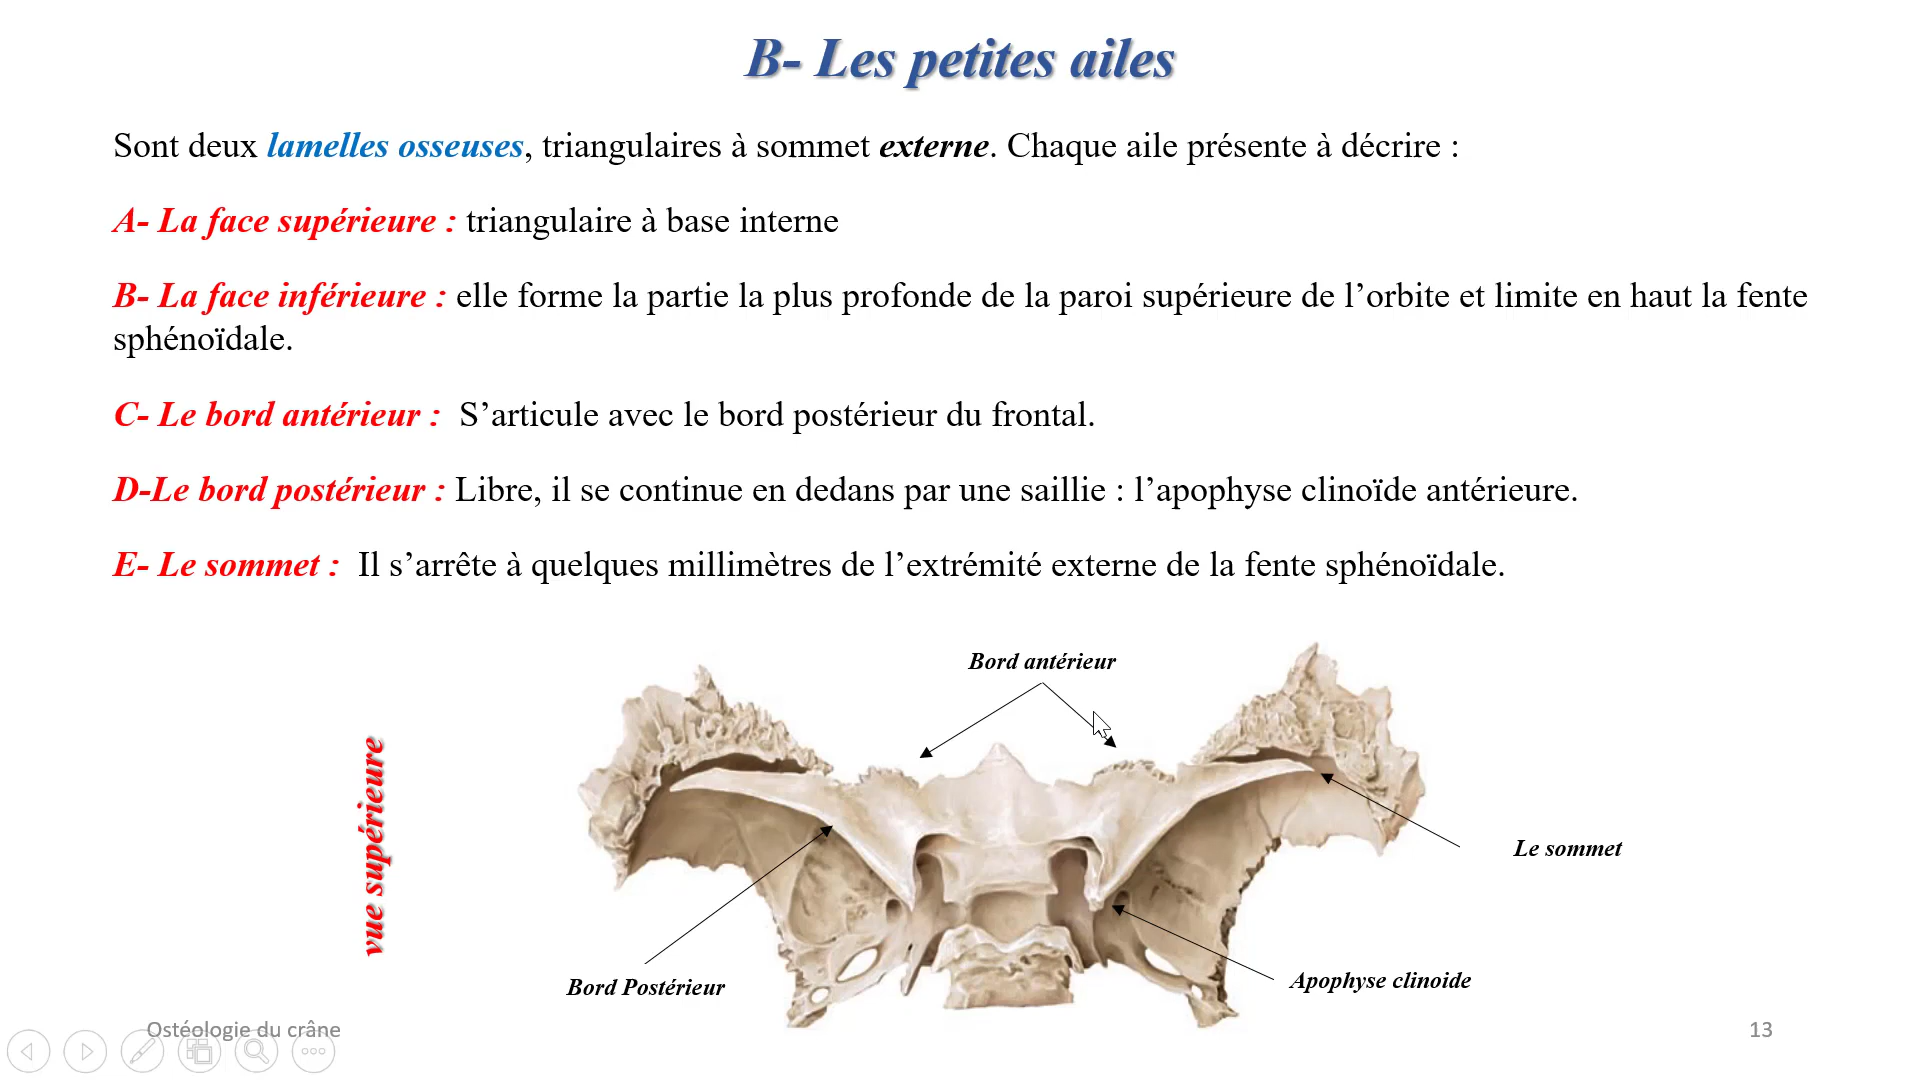 B- Les petites ailes
Sont deux lamelles osseuses, triangulaires à sommet externe. Chaque aile présente à décrire :
A- La face supérieure : triangulaire à base interne
B- La face inférieure : elle forme la partie la plus profonde de la paroi supérieure de l’orbite et limite en haut la fente
sphénoïdale.
C- Le bord antérieur : S’articule avec le bord postérieur du frontal.
D-Le bord postérieur : Libre, il se continue en dedans par une saillie : l’apophyse clinoïde antérieure.
E- Le sommet : Il s’arrête à quelques millimètres de l’extrémité externe de la fente sphénoïdale.
Bord antérieur
vue supérieure
Le sommet
Bord Postérieur
Apophyse clinoide
Ostéologie du crâne
13